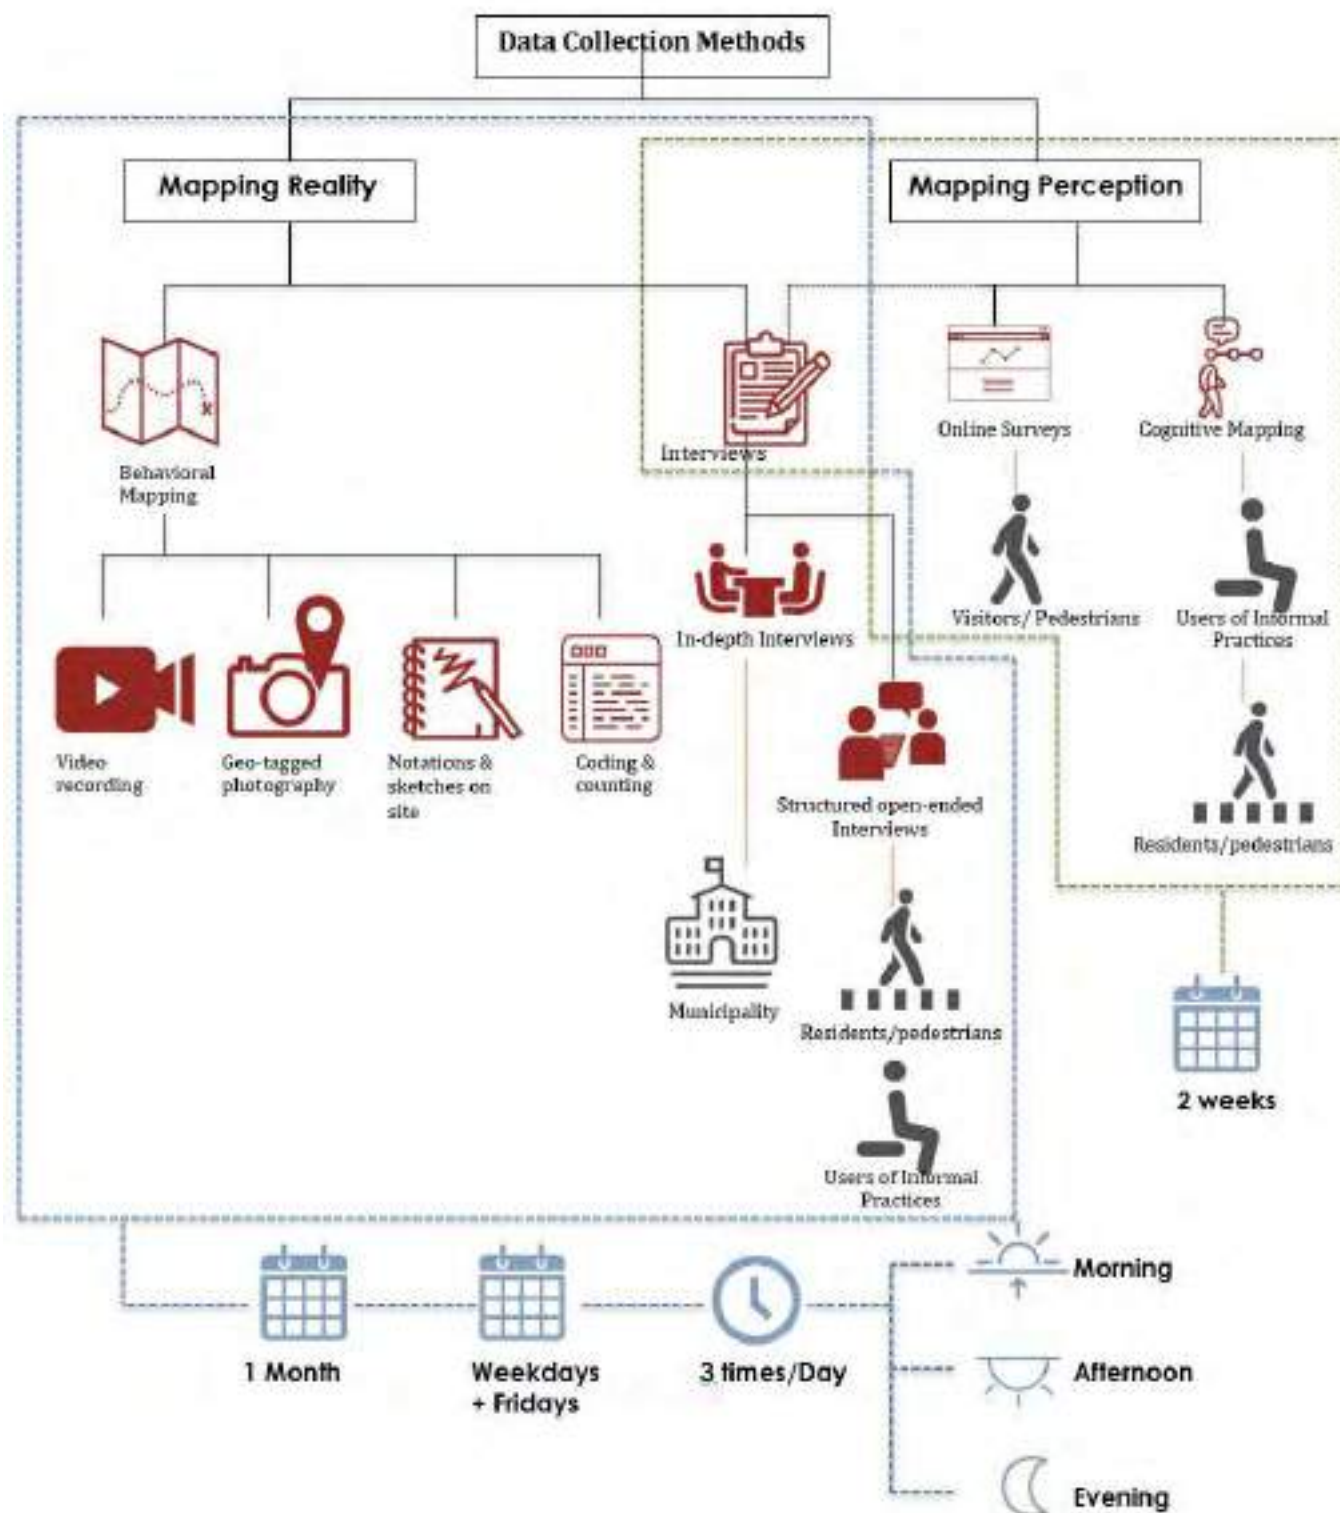 Data Collection Methods
Mapping Reality
Mapping Perception
Behavioral
Mapping
Interviews
Online Surveys
Cognitive Mapping
Visitors/ Pedestrians
Users of Informal
Practices
In-depth Interviews
Video
recording
Geo-tagged
photography
Notations &
sketches on
site
Coding &
counting
Structured open-ended
Interviews
Residents/pedestrians
Municipality
Residents/pedestrians
Users of Informal
Practices
2 weeks
1 Month
Weekdays
+ Fridays
3 times/Day
Morning
Afternoon
Evening